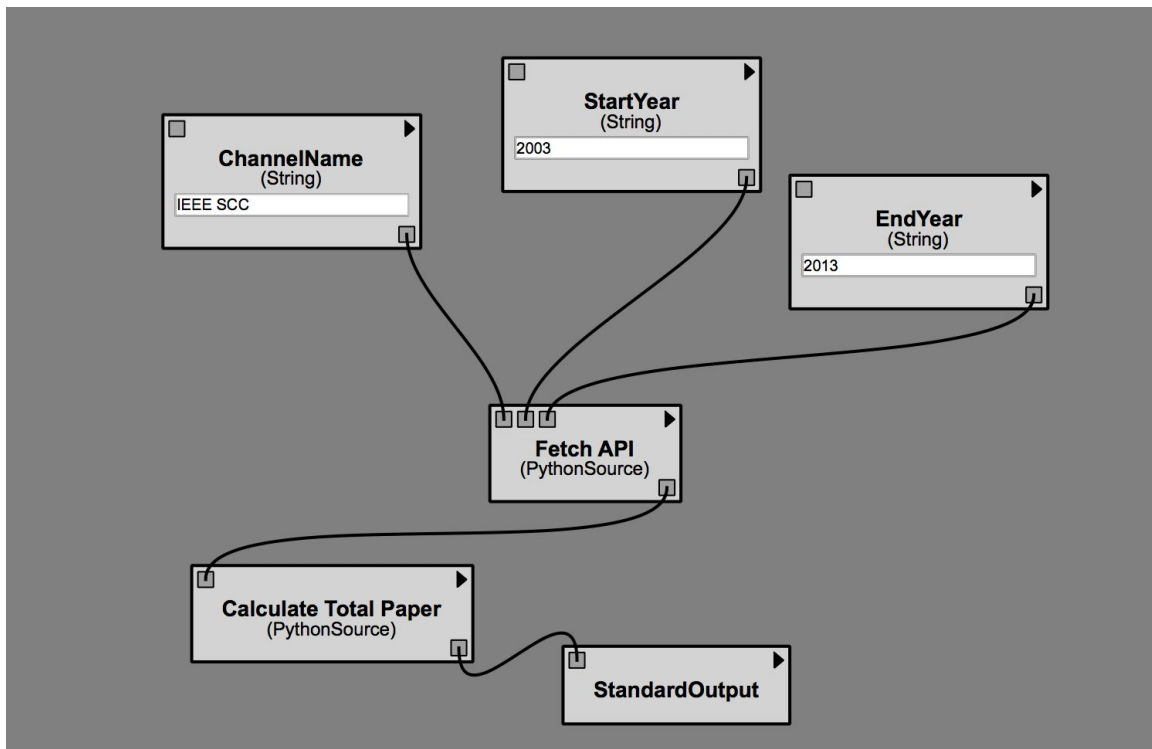 StartYear
(String)
2003
ChannelName
(String)
IEEE SCC
EndYear
(String)
2013
Fetch API
(PythonSource)
Calculate Total Paper
(PythonSource)
StandardOutput